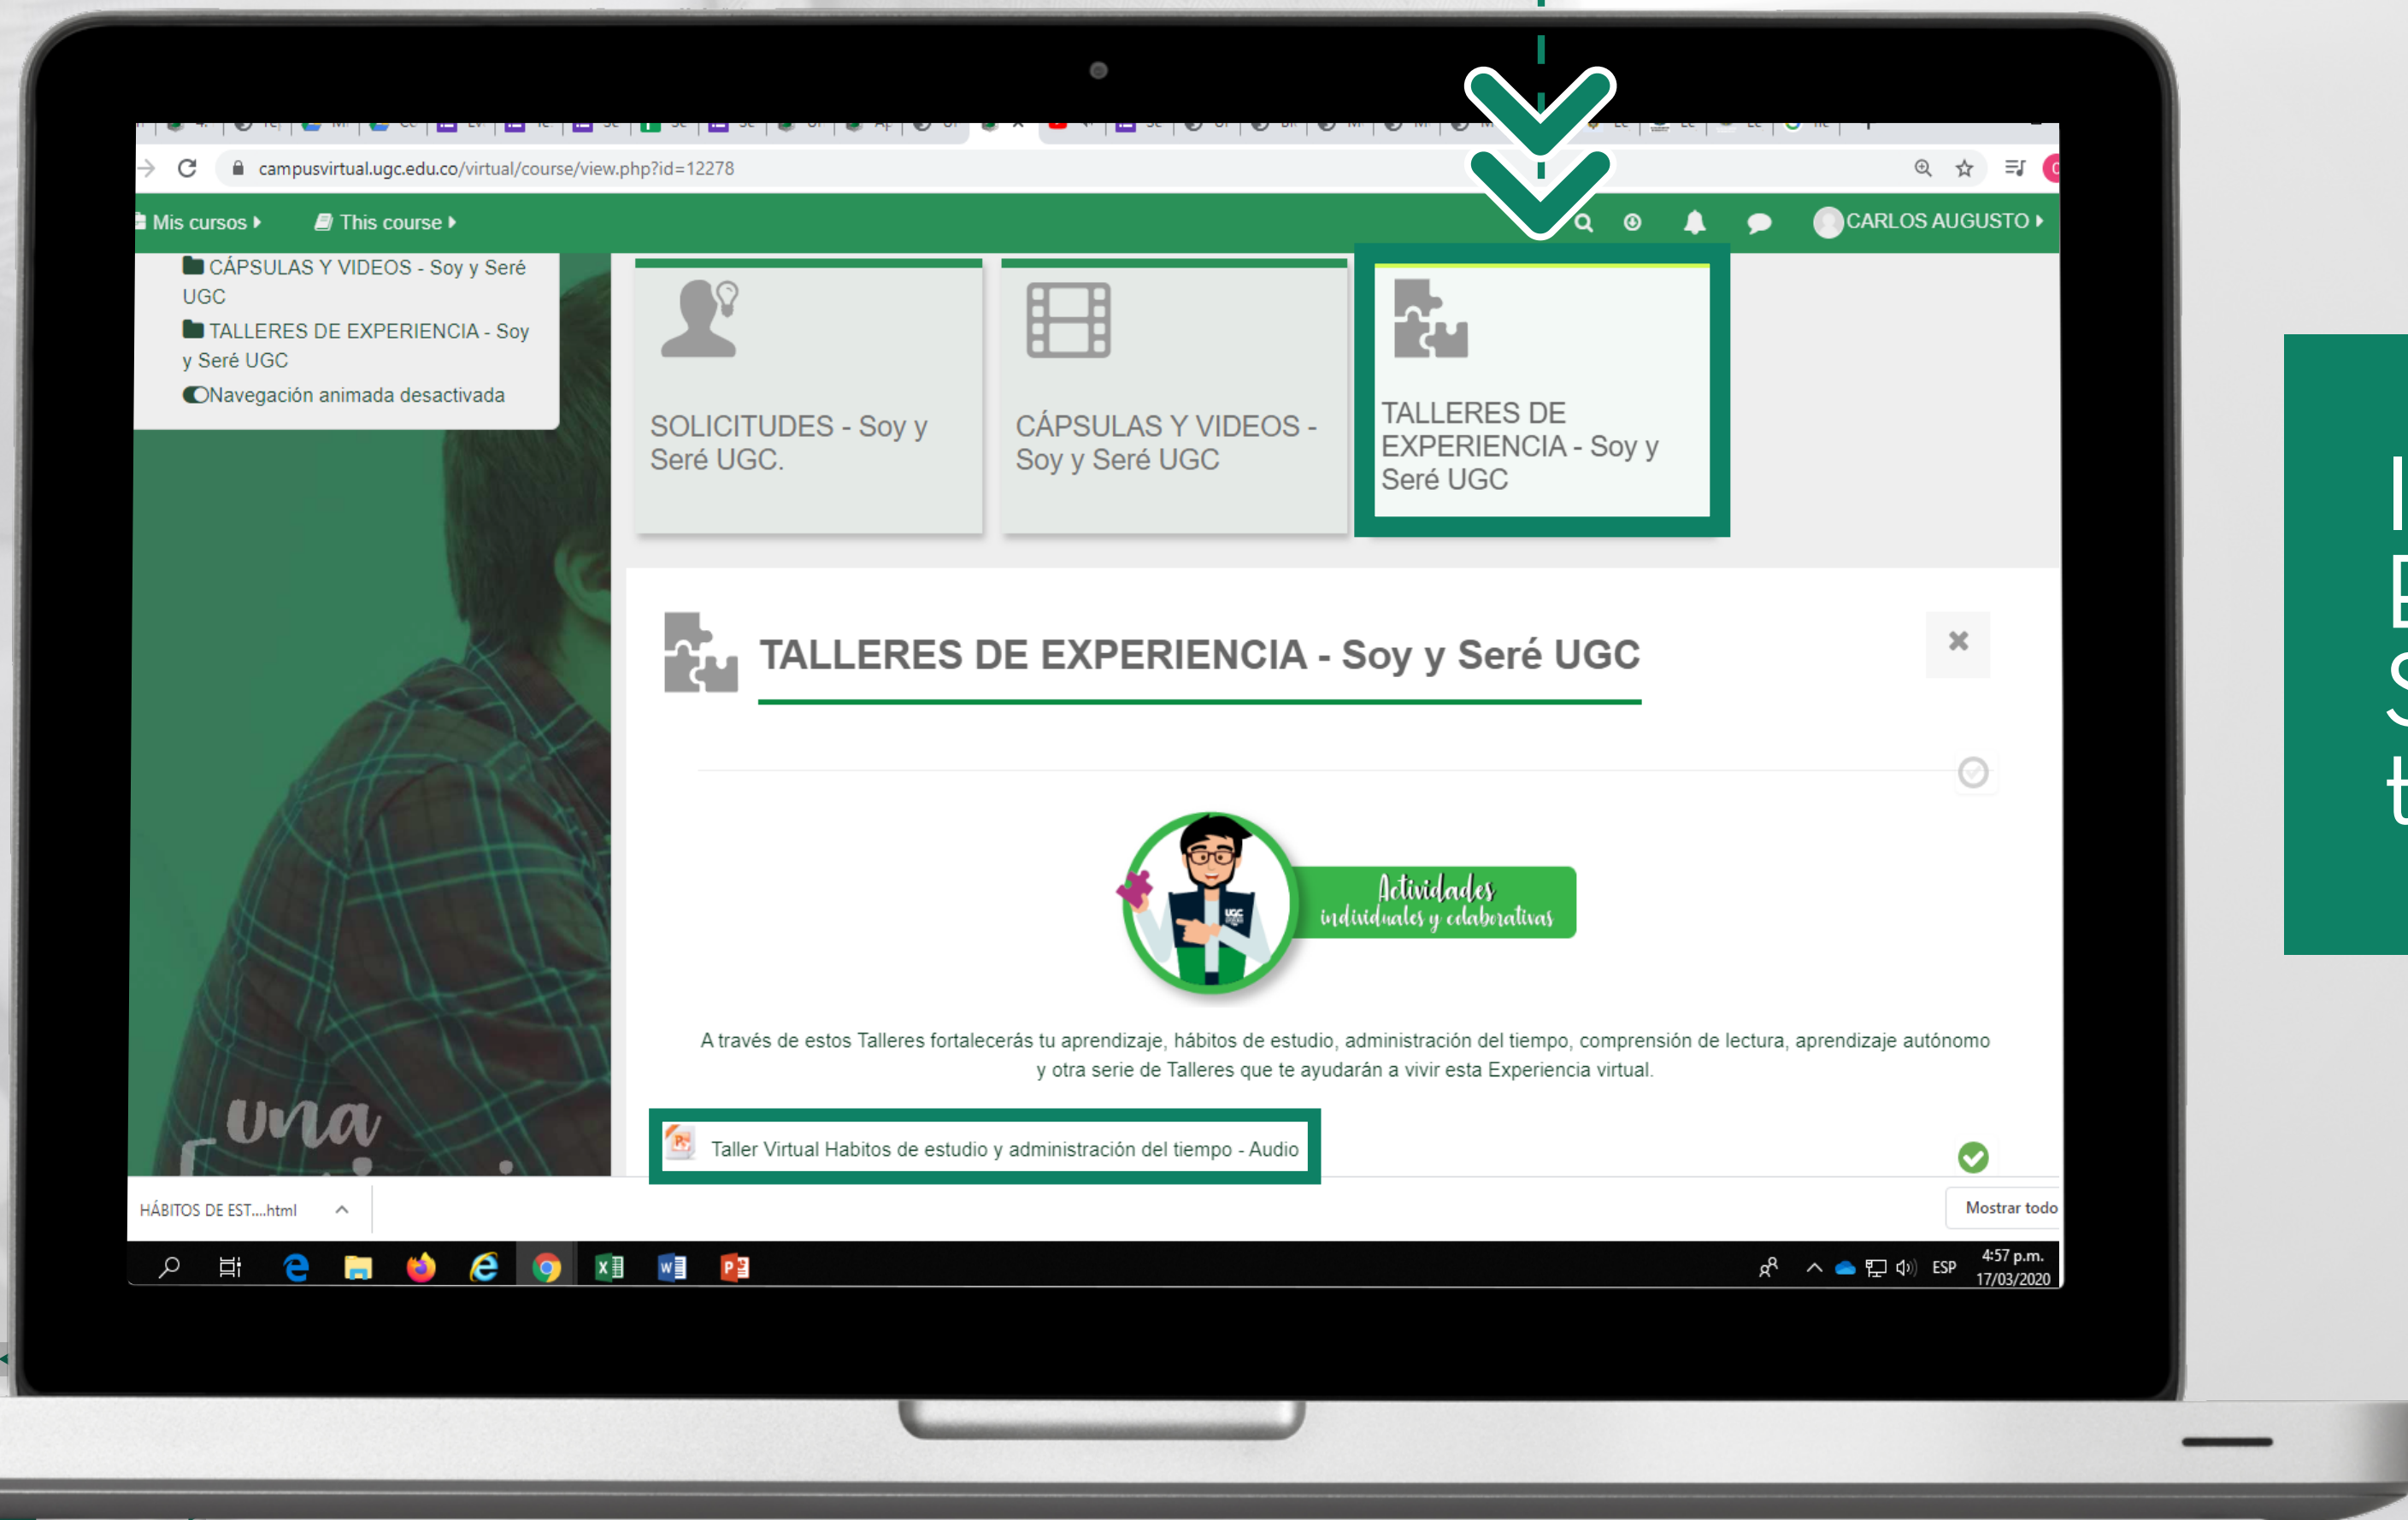 campusvirtual.ugc.edu.co/virtual/course/view.php?id=12278
Mis cursos
This course
CARLOS AUGUSTO
CÁPSULAS Y VIDEOS - Soy y Seré
UGC
TALLERES DE EXPERIENCIA - Soy
y Seré UGC
Navegación animada desactivada
SOLICITUDES - Soy y
Seré UGC.
CÁPSULAS Y VIDEOS -
Soy y Seré UGC
TALLERES DE
EXPERIENCIA - Soy y
Seré UGC
TALLERES DE EXPERIENCIA - Soy y Seré UGC
UGC
Actividades
individuales y colaborativas
A través de estos Talleres fortalecerás tu aprendizaje, hábitos de estudio, administración del tiempo, comprensión de lectura, aprendizaje autónomo
y otra serie de Talleres que te ayudarán a vivir esta Experiencia virtual.
una
Taller Virtual Habitos de estudio y administración del tiempo - Audio
HÁBITOS DE EST....html
Mostrar todo
ESP
4:57 p.m.
17/03/2020